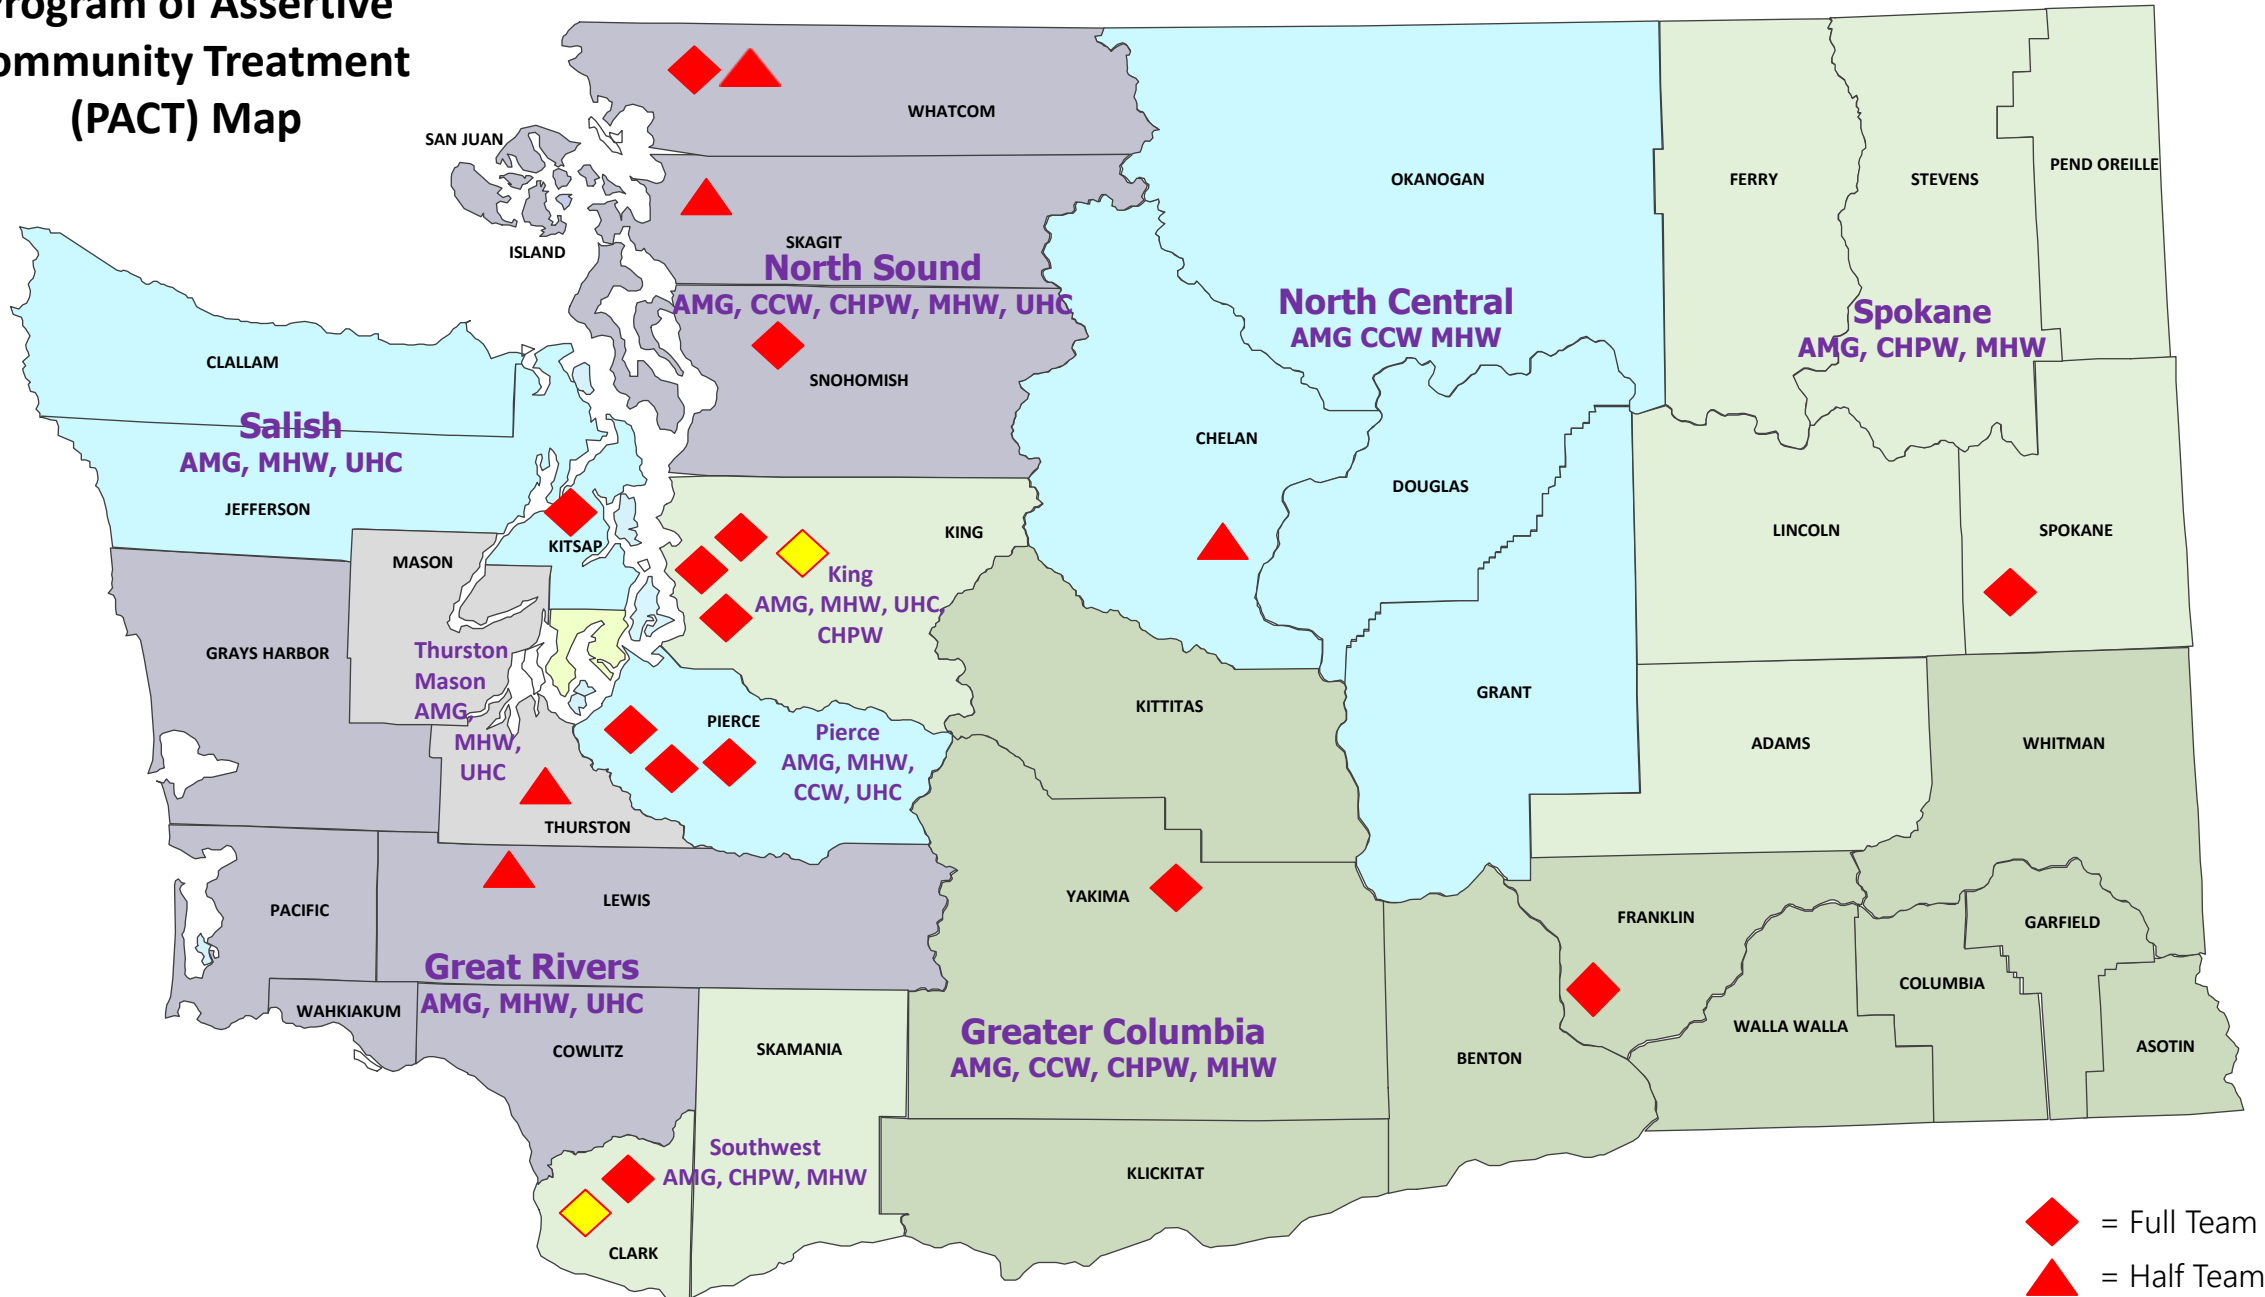 Program of Assertive
Community Treatment
(PACT) Map
WHATCOM
SAN JUAN
OKANOGAN
FERRY
STEVENS
PEND OREILLE
ISLAND
SKAGIT
North Sound
AMG, CCW, CHPW, MHW, UHC
North Central
AMG CCW MHW
Spokane
AMG, CHPW, MHW
CLALLAM
SNOHOMISH
Salish
AMG, MHW, UHC
CHELAN
DOUGLAS
JEFFERSON
LINCOLN
SPOKANE
KING
KITSAP
MASON
King
AMG, MHW, UHC,
CHPW
GRAYS HARBOR
Thurston
Mason
AMG,
MHW,
UHC
KITTITAS
GRANT
PIERCE
Pierce
AMG, MHW,
CCW, UHC
ADAMS
WHITMAN
THURSTON
YAKIMA
LEWIS
PACIFIC
FRANKLIN
GARFIELD
Great Rivers
AMG, MHW, UHC
WAHKIAKUM
COLUMBIA
WALLA WALLA
Greater Columbia
AMG, CCW, CHPW, MHW
COWLITZ
SKAMANIA
BENTON
ASOTIN
Southwest
AMG, CHPW, MHW
KLICKITAT
CLARK
= Full Team
= Half Team